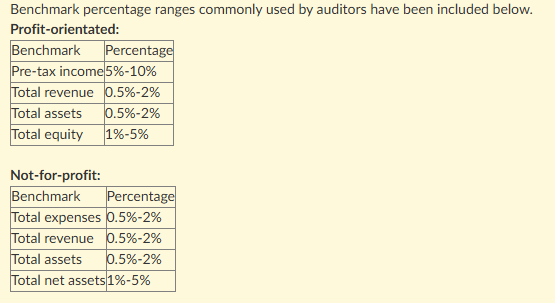 Benchmark percentage ranges commonly used by auditors have been included below.
Profit-orientated:
Benchmark Percentage
Pre-tax income 5%-10%
Total revenue 0.5%-2%
Total assets 0.5%-2%
Total equity 1%-5%
Not-for-profit:
Benchmark Percentage
Total expenses 0.5%-2%
Total revenue 0.5%-2%
Total assets 0.5%-2%
Total net assets 1%-5%